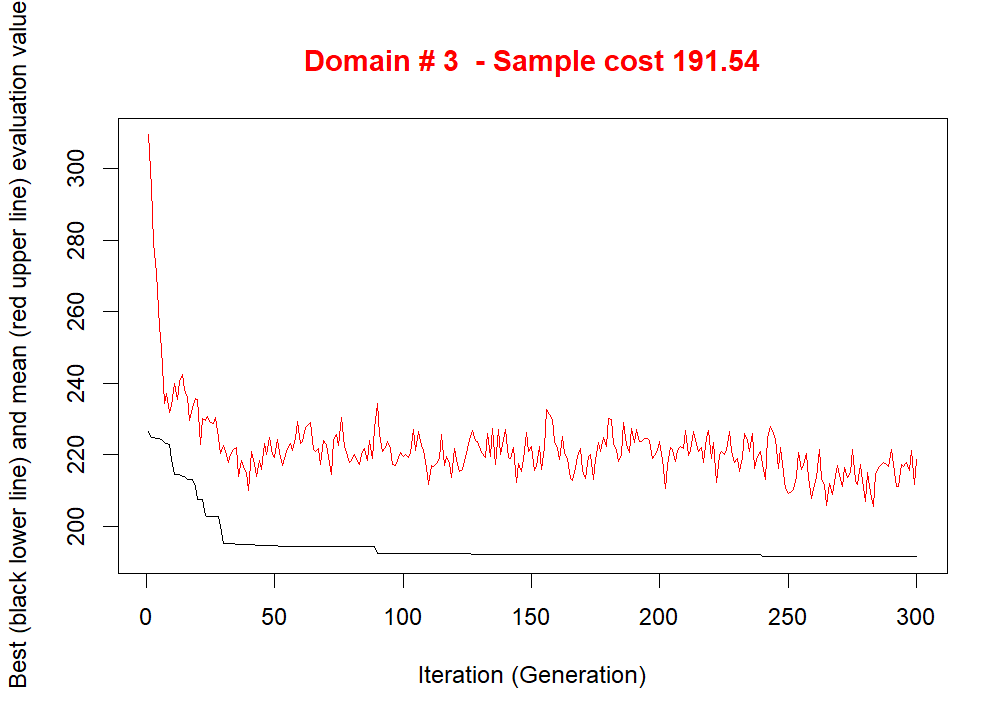 Domain # 3 - Sample cost 191.54
Best (black lower line) and mean (red upper line) evaluation value
300
280
260
240
220
200
0 50 100 150 200 250 300
Iteration (Generation)